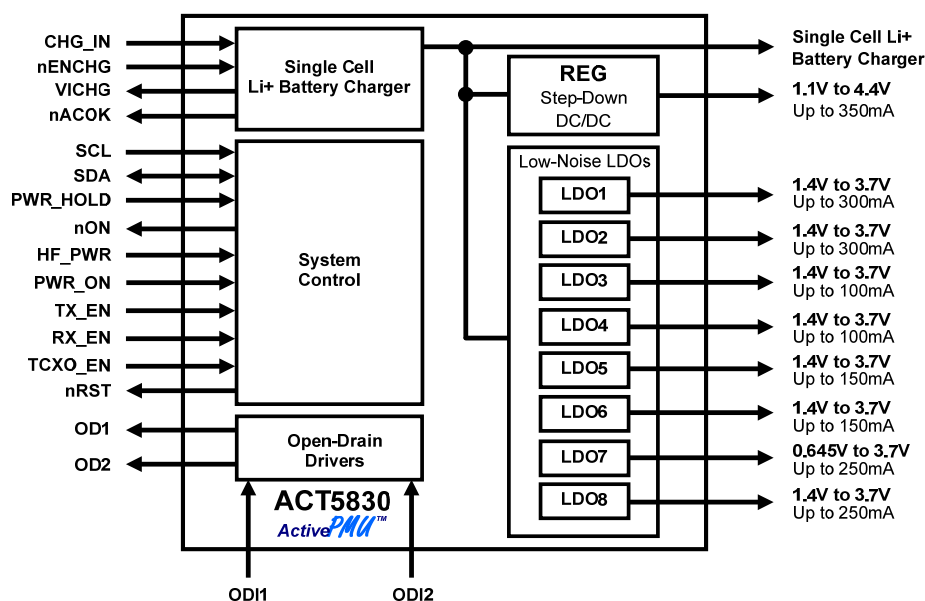 CHG_IN
nENCHG
VICHG
nACOK
SCL
SDA
PWR_HOLD
nON
HF_PWR
PWR_ON
TX_EN
RX_EN
TCXO_EN
nRST
OD1
OD2
Single Cell
Li+ Battery Charger
System
Control
Open-Drain
Drivers
ACT5830
ActivePMU™
ODI1
ODI2
REG
Step-Down
DC/DC
Low-Noise LDOs
LDO1
LDO2
LDO3
LDO4
LDO5
LDO6
LDO7
LDO8
Single Cell Li+
Battery Charger
1.1V to 4.4V
Up to 350mA
1.4V to 3.7V
Up to 300mA
1.4V to 3.7V
Up to 300mA
1.4V to 3.7V
Up to 100mA
1.4V to 3.7V
Up to 100mA
1.4V to 3.7V
Up to 150mA
1.4V to 3.7V
Up to 150mA
0.645V to 3.7V
Up to 250mA
1.4V to 3.7V
Up to 250mA